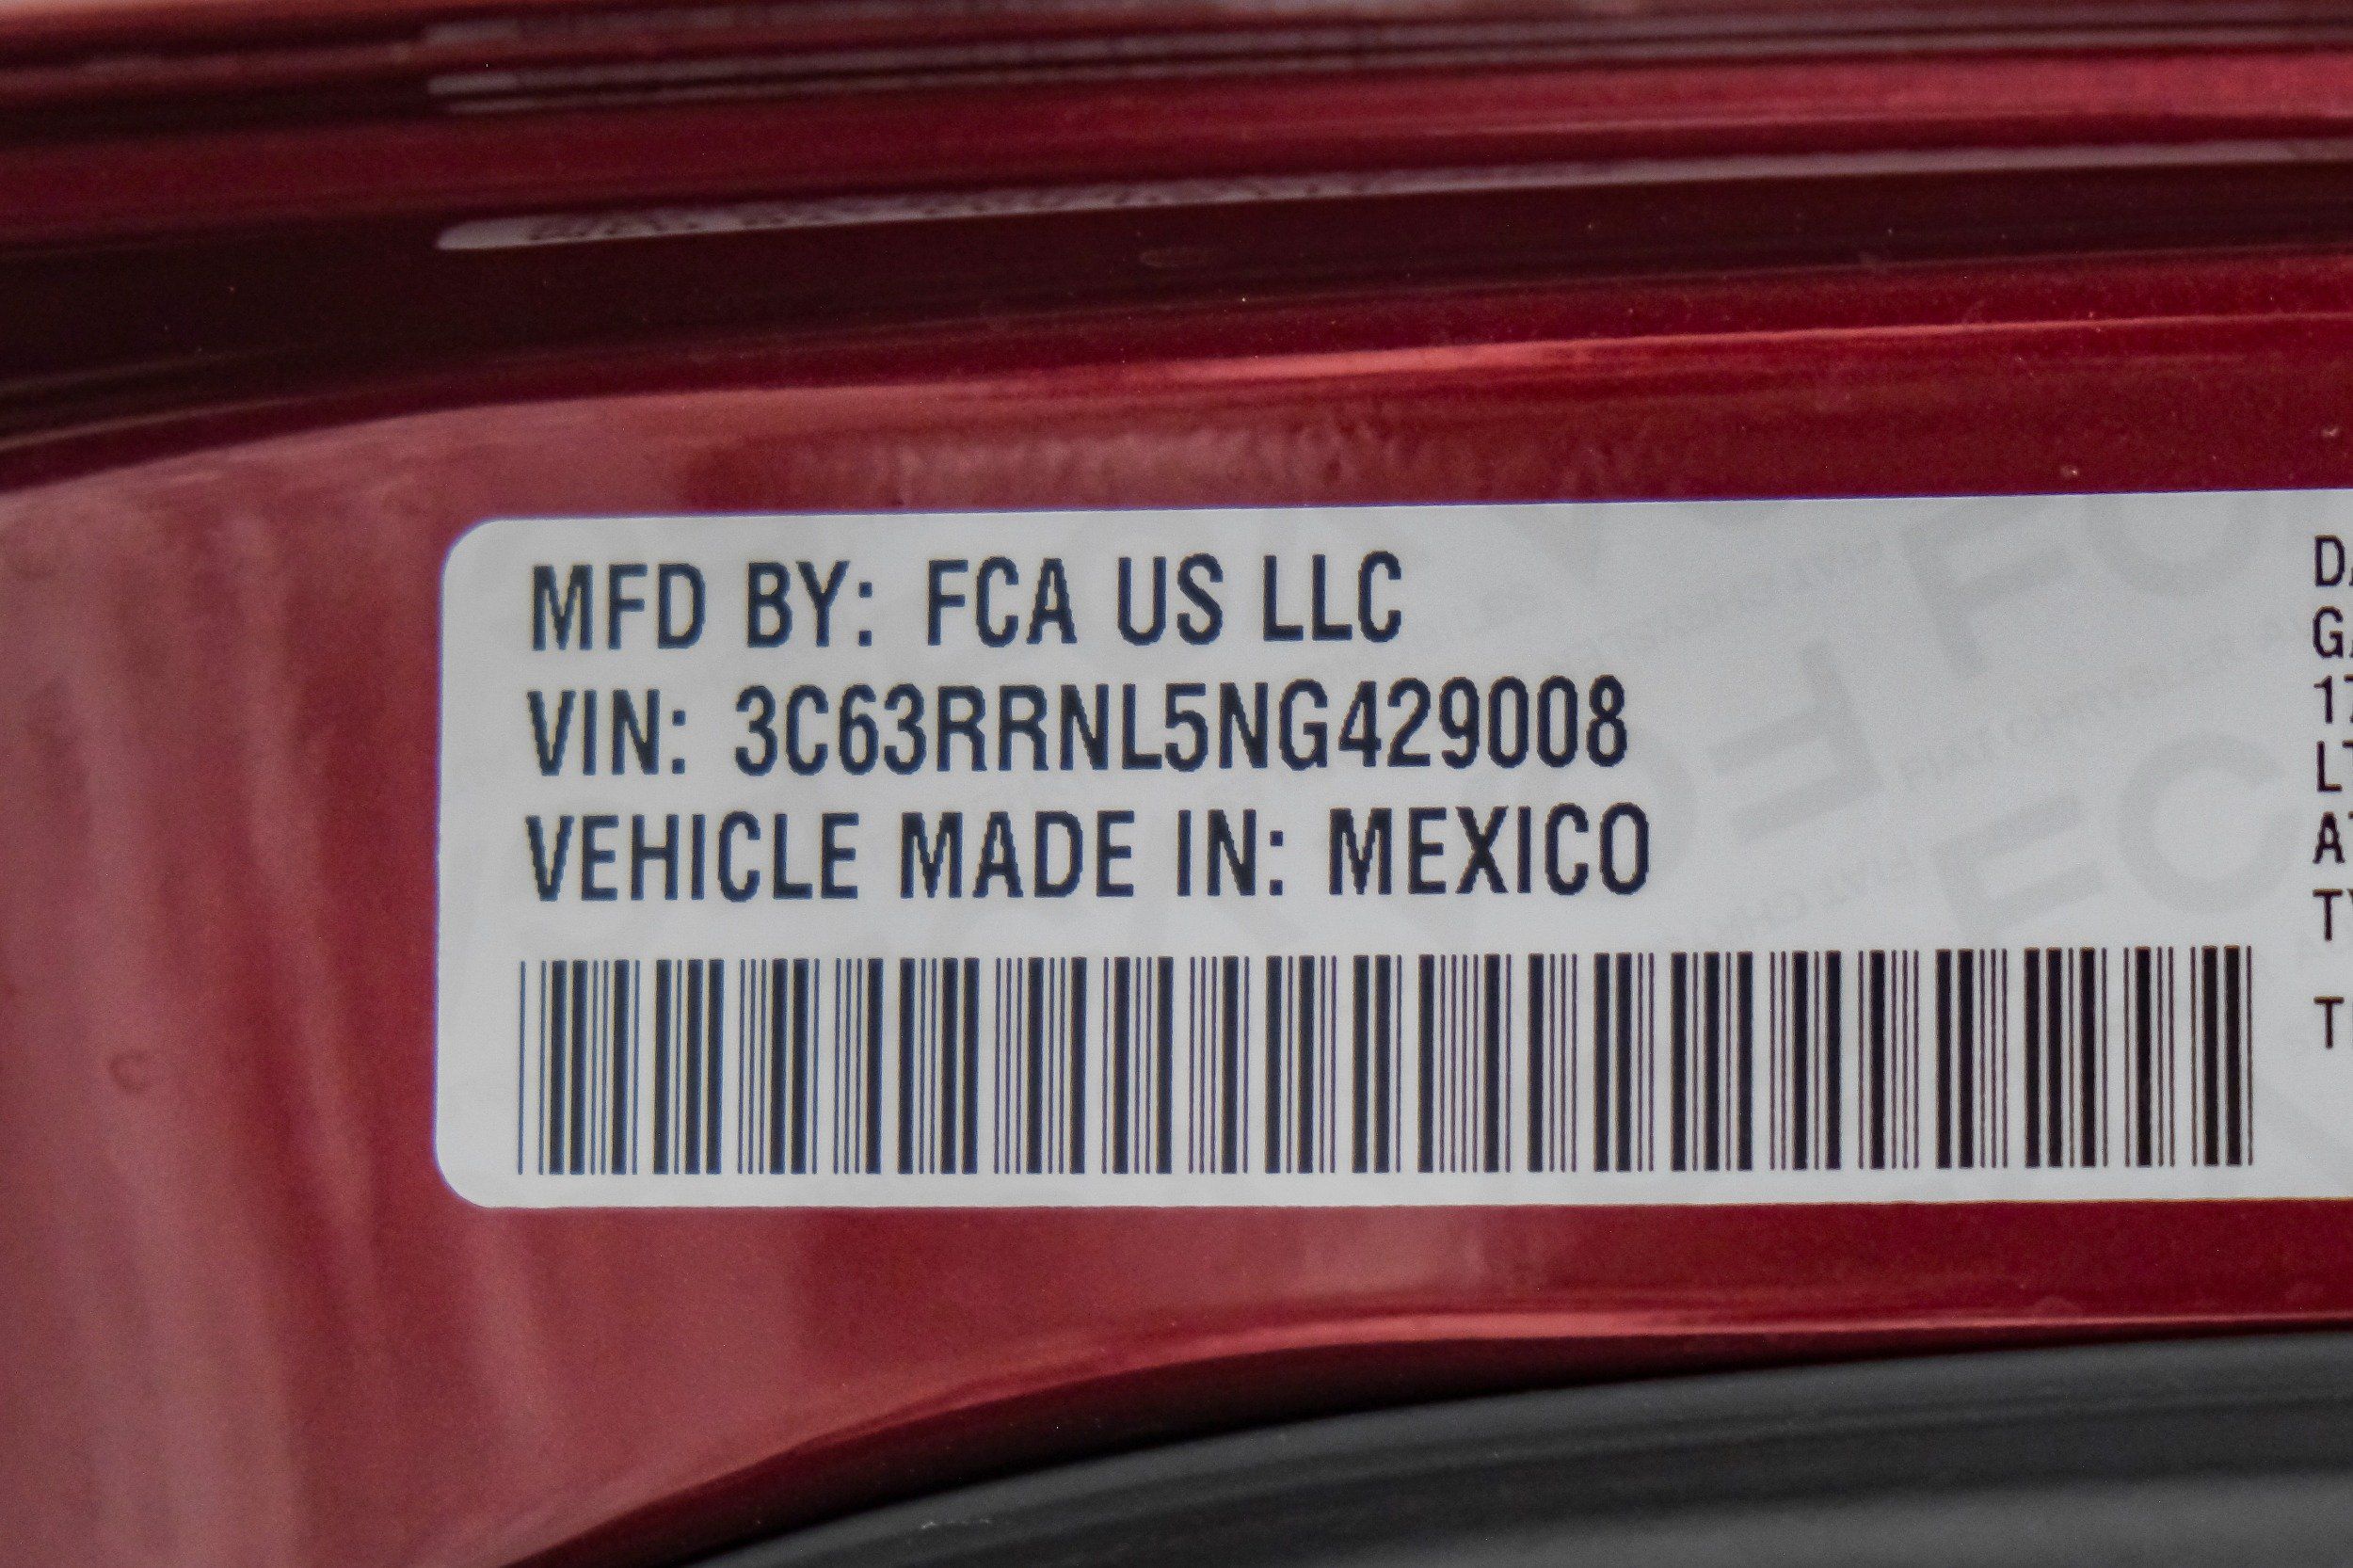 MFD BY: FCA US LLC
VIN: 3C63RRNL5NG429008
VEHICLE MADE IN: MEXICO